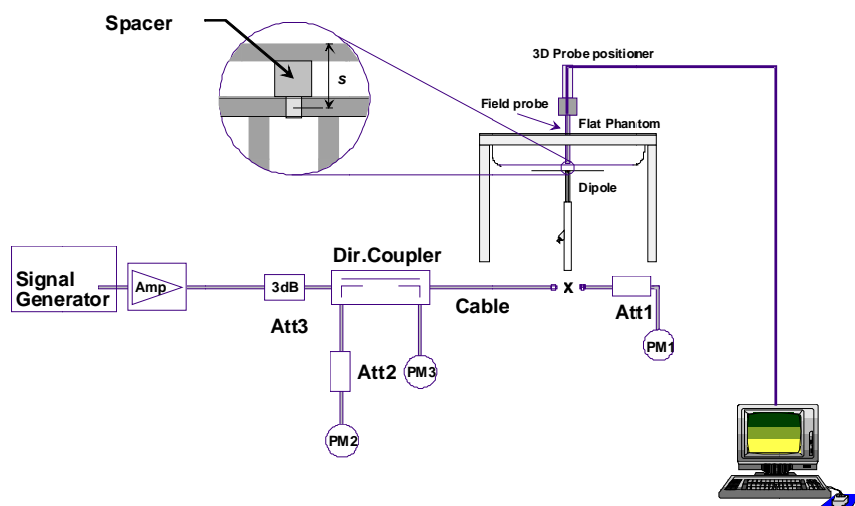 Spacer
s
3D Probe positioner
Field probe
Flat Phantom
Dipole
Dir.Coupler
Signal
Generator
Amp
3dB
Cable
x
Att1
Att3
PM1
Att2
PM3
PM2